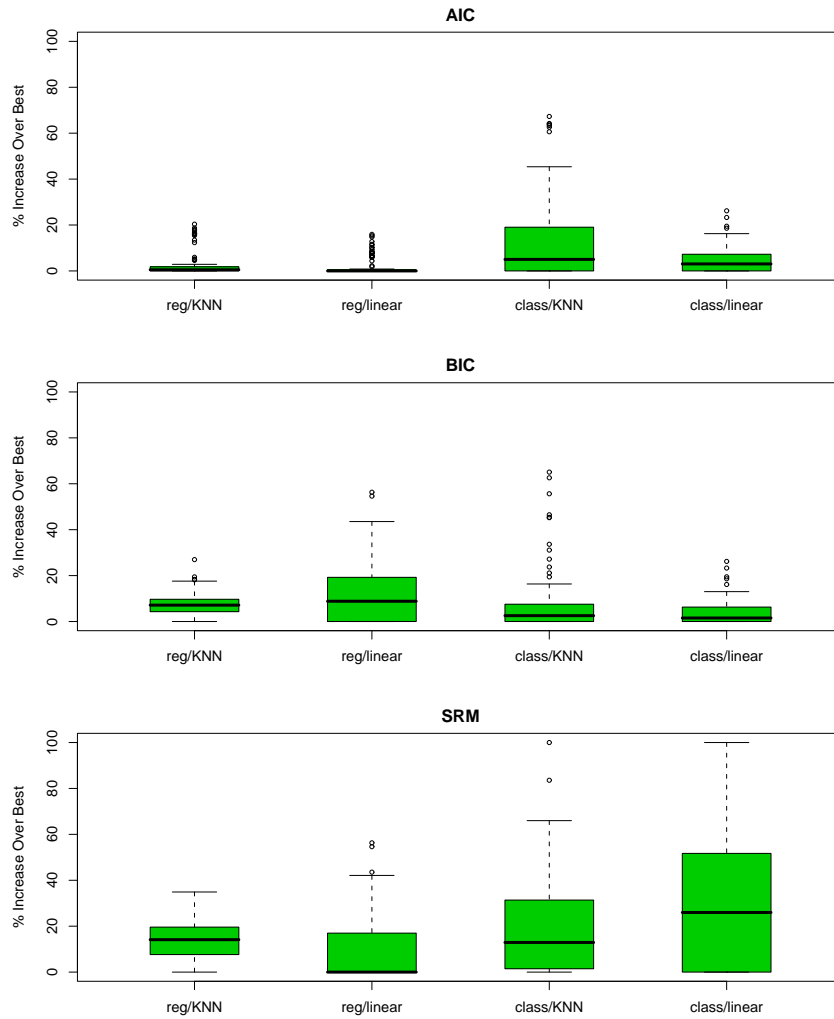 AIC
% Increase Over Best
100
80
60
40
20
0
reg/KNN reg/linear class/KNN class/linear
BIC
% Increase Over Best
100
80
60
40
20
0
reg/KNN reg/linear class/KNN class/linear
SRM
% Increase Over Best
100
80
60
40
20
0
reg/KNN reg/linear class/KNN class/linear